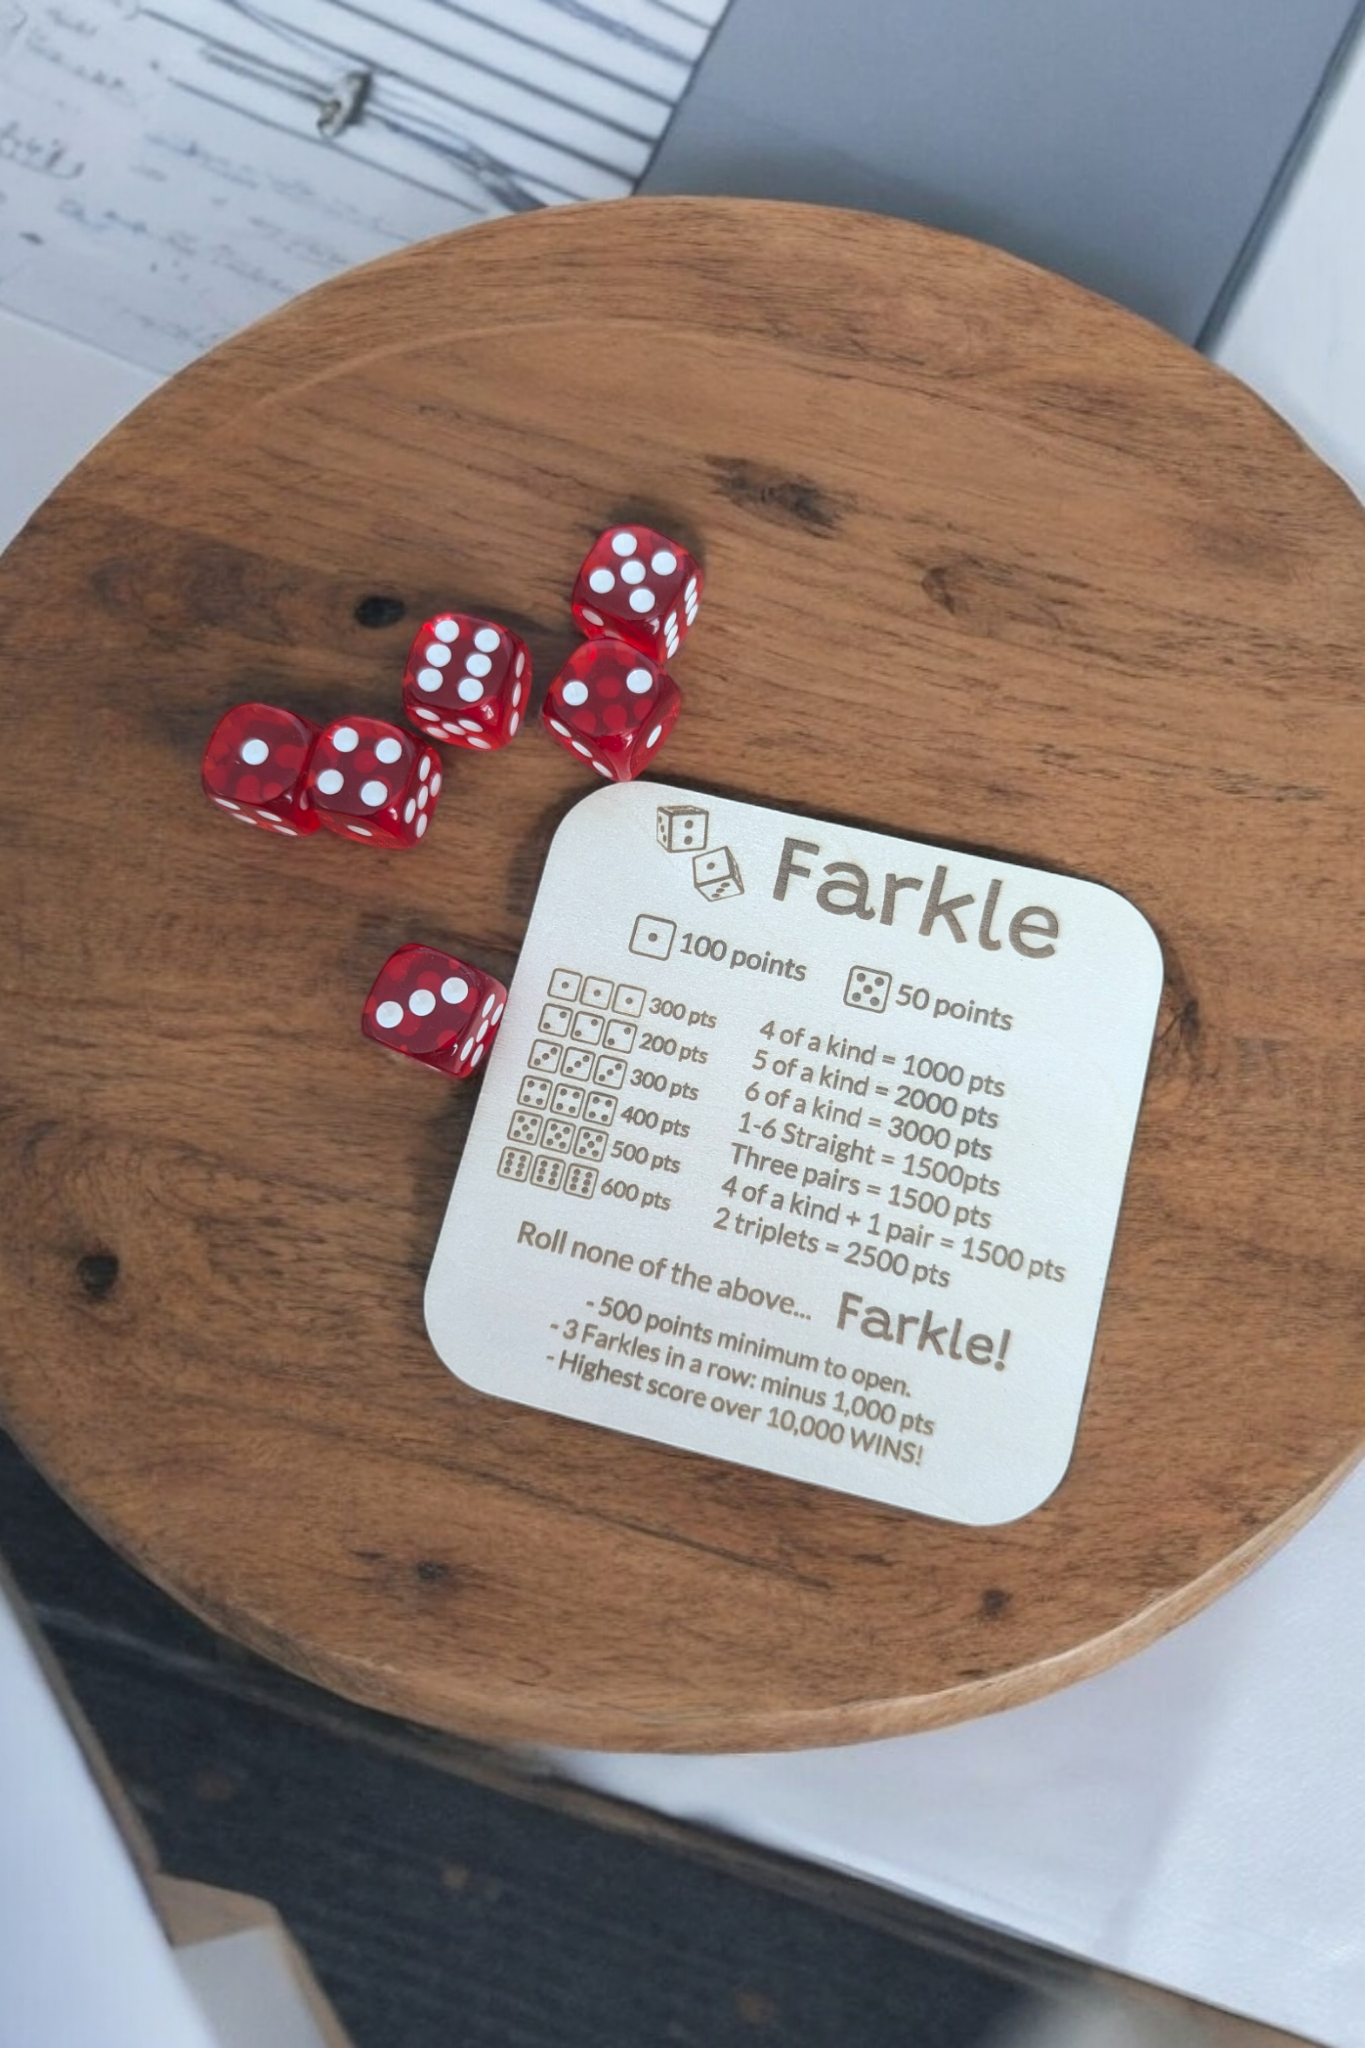 Farkle
100 points
50 points
300 pts
200 pts
300 pts
400 pts
500 pts
600 pts
4 of a kind = 1000 pts
5 of a kind = 2000 pts
6 of a kind = 3000 pts
1-6 Straight = 1500pts
Three pairs = 1500 pts
4 of a kind + 1 pair = 1500 pts
2 triplets = 2500 pts
Roll none of the above... Farkle!
- 500 points minimum to open.
- 3 Farkles in a row: minus 1,000 pts
- Highest score over 10,000 WINS!